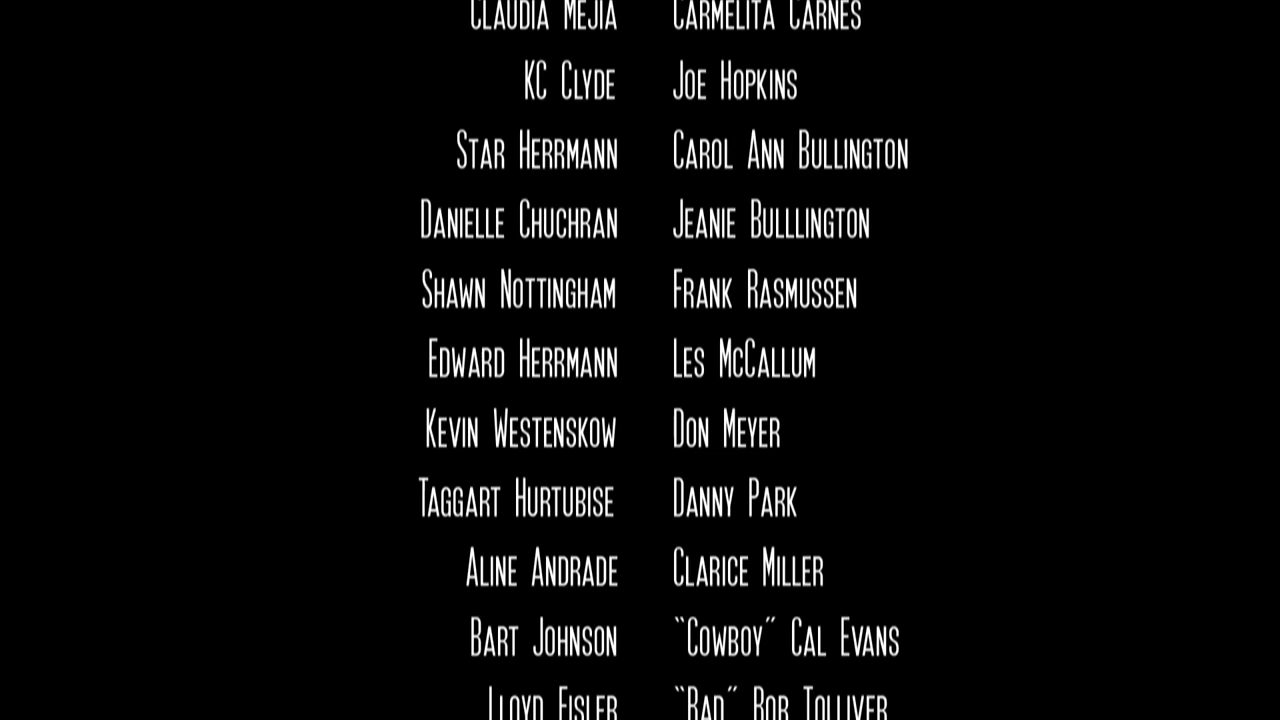 Claudia Mejia Carmelita Carnes
KC Clyde Joe Hopkins
Star Herrmann Carol Ann Bullington
Danielle Chuchran Jeanie Bulllington
Shawn Nottingham Frank Rasmussen
Edward Herrmann Les McCallum
Kevin Westenskow Don Meyer
Taggart Hurtubise Danny Park
Aline Andrade Clarice Miller
Bart Johnson “Cowboy” Cal Evans
Lloyd Eisler “Bad” Bob Tolliver